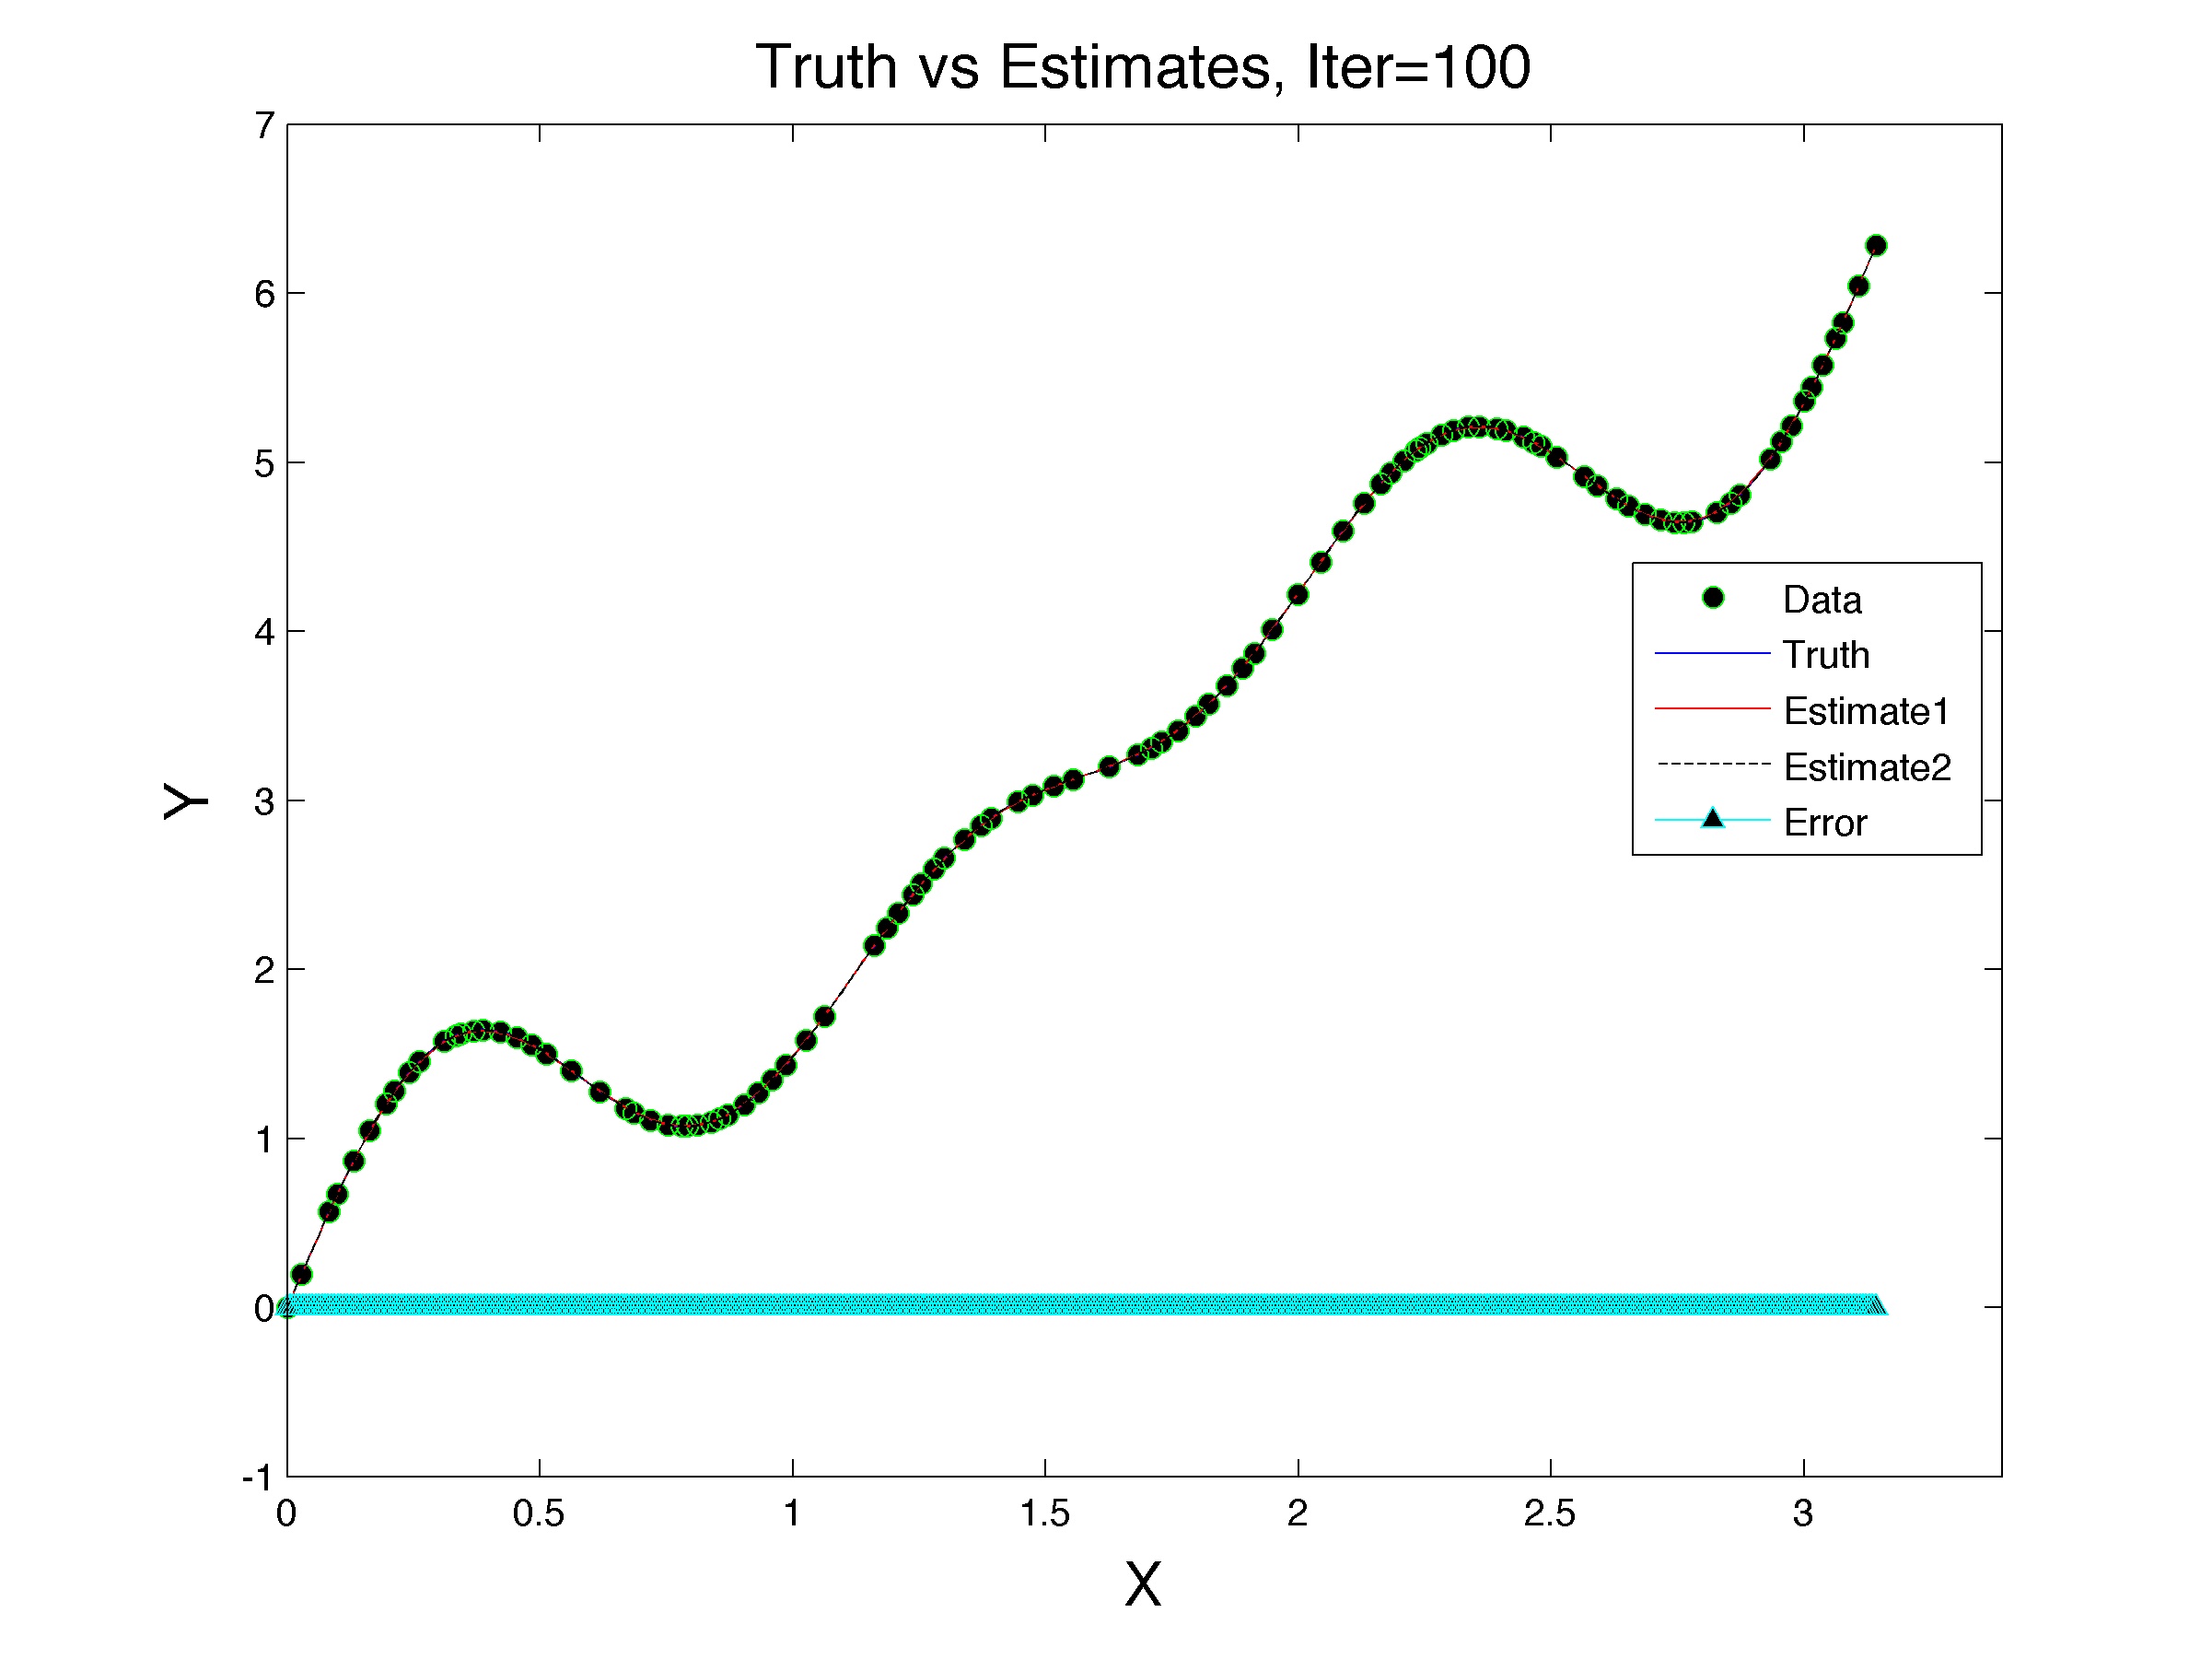 Truth vs Estimates, Iter=100
7
6
5
4
3
2
1
0
-1
Y
Data
Truth
Estimate1
Estimate2
Error
0 0.5 1 1.5 2 2.5 3
X